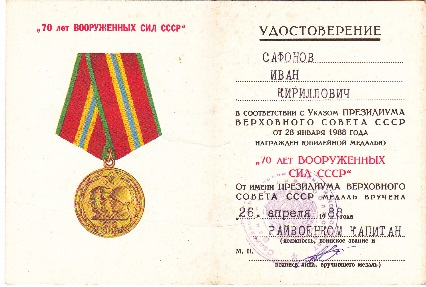 „70 лет ВООРУЖЕННЫХ СИЛ СССР“
УДОСТОВЕРЕНИЕ
САФОНОВ
ИВАН
КИРИЛЛОВИЧ
В СООТВЕТСТВИИ С УКАЗОМ ПРЕЗИДИУМА
ВЕРХОВНОГО СОВЕТА СССР
ОТ 28 ЯНВАРЯ 1988 ГОДА
НАГРАЖДЕН ЮБИЛЕЙНОЙ МЕДАЛЬЮ
„70 ЛЕТ ВООРУЖЕННЫХ
СИЛ СССР“
ОТ ИМЕНИ ПРЕЗИДИУМА ВЕРХОВНОГО
СОВЕТА СССР МЕДАЛЬ ВРУЧЕНА
„26“ апреля 1988 года
РАЙВОЕНКОМ КАПИТАН
(должность, воинское звание и
М. П.
подпись лица, вручившего медаль)